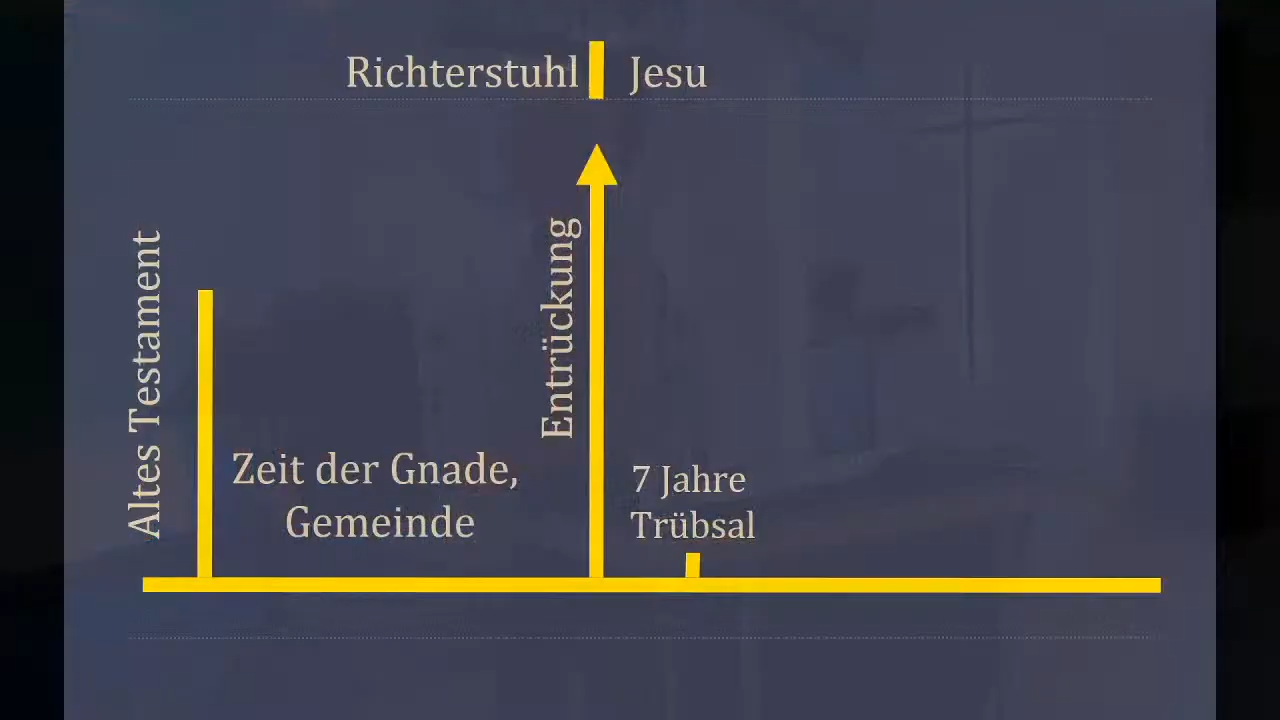 Richterstuhl Jesu
Altes Testament
Entrückung
Zeit der Gnade,
Gemeinde
7 Jahre
Trübsal